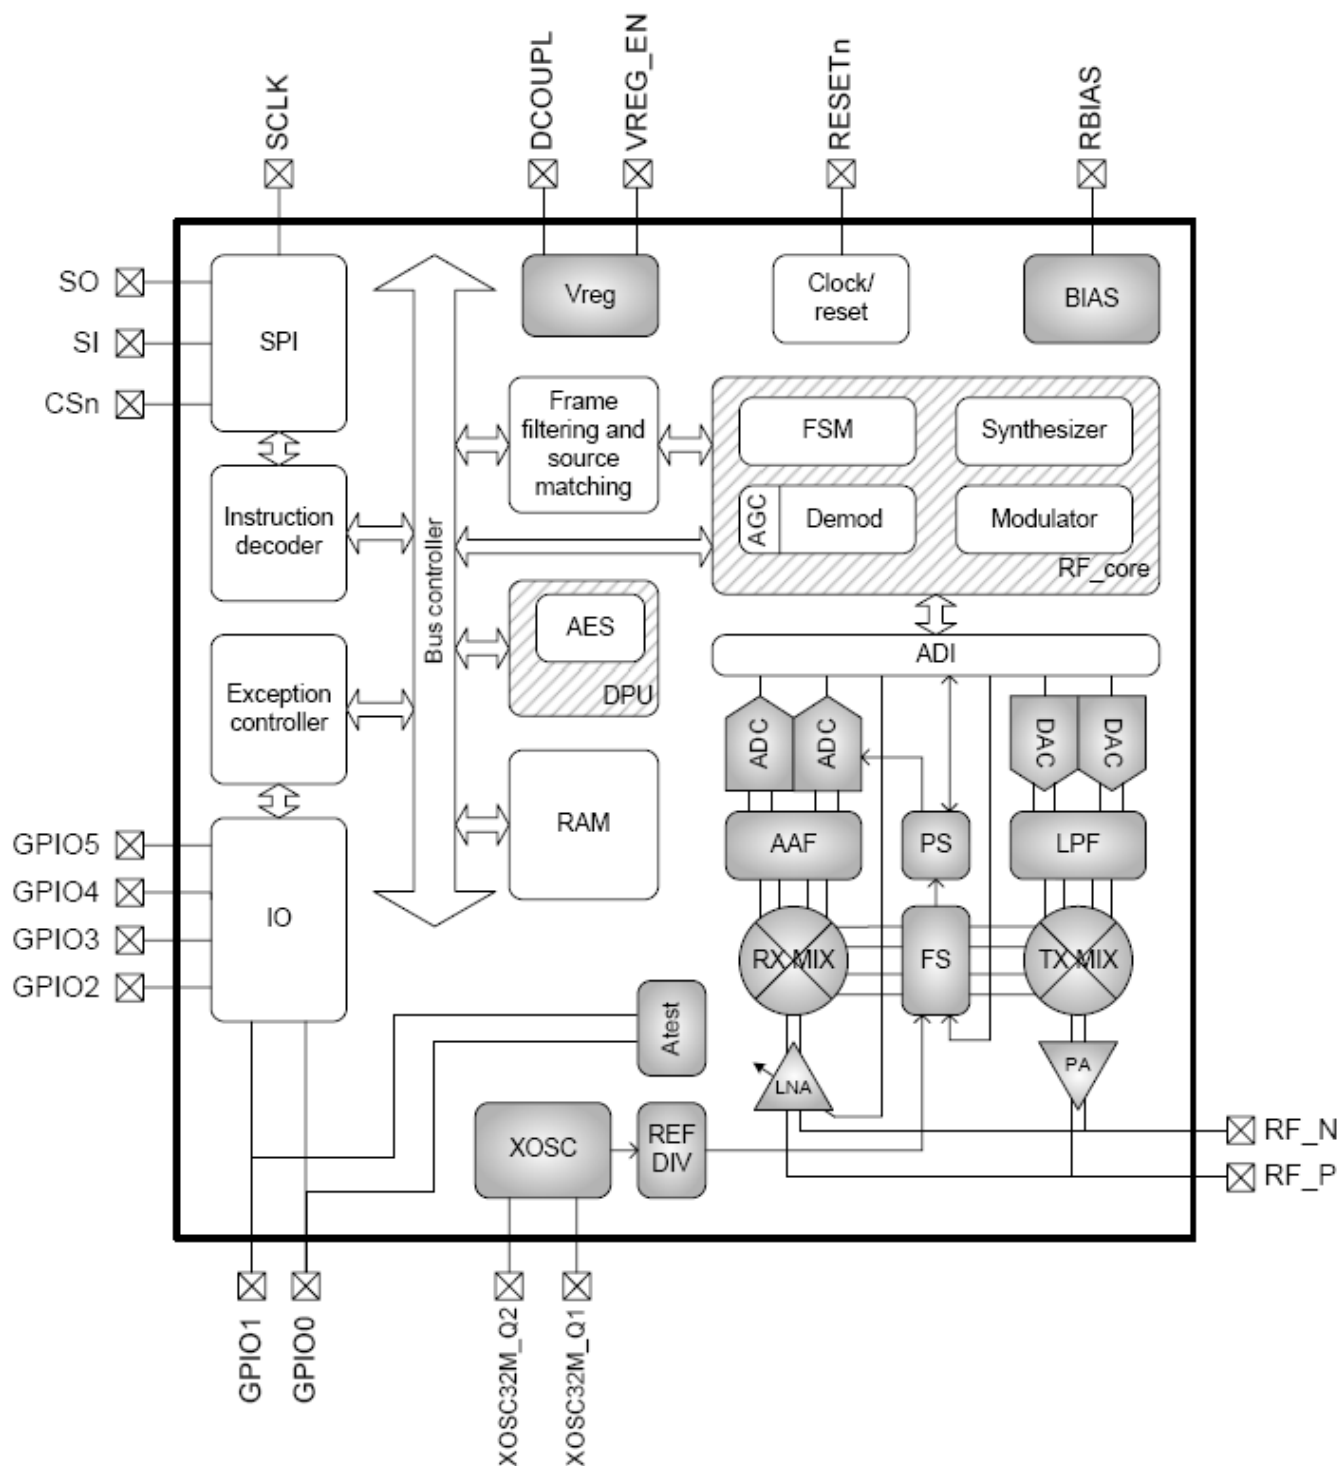 SCLK
DCOUPL
VREG_EN
RESETn
RBIAS
SO
SI
CSn
SPI
Vreg
Clock/
reset
BIAS
Frame
filtering and
source
matching
FSM
Synthesizer
AGC
Demod
Modulator
RF_core
Instruction
decoder
Bus controller
AES
DPU
ADI
Exception
controller
ADC
ADC
DAC
DAC
RAM
AAF
PS
LPF
GPIO5
GPIO4
GPIO3
GPIO2
IO
RX MIX
FS
TX MIX
Atest
LNA
PA
XOSC
REF
DIV
RF_N
RF_P
GPIO1
GPIO0
XOSC32M_Q2
XOSC32M_Q1